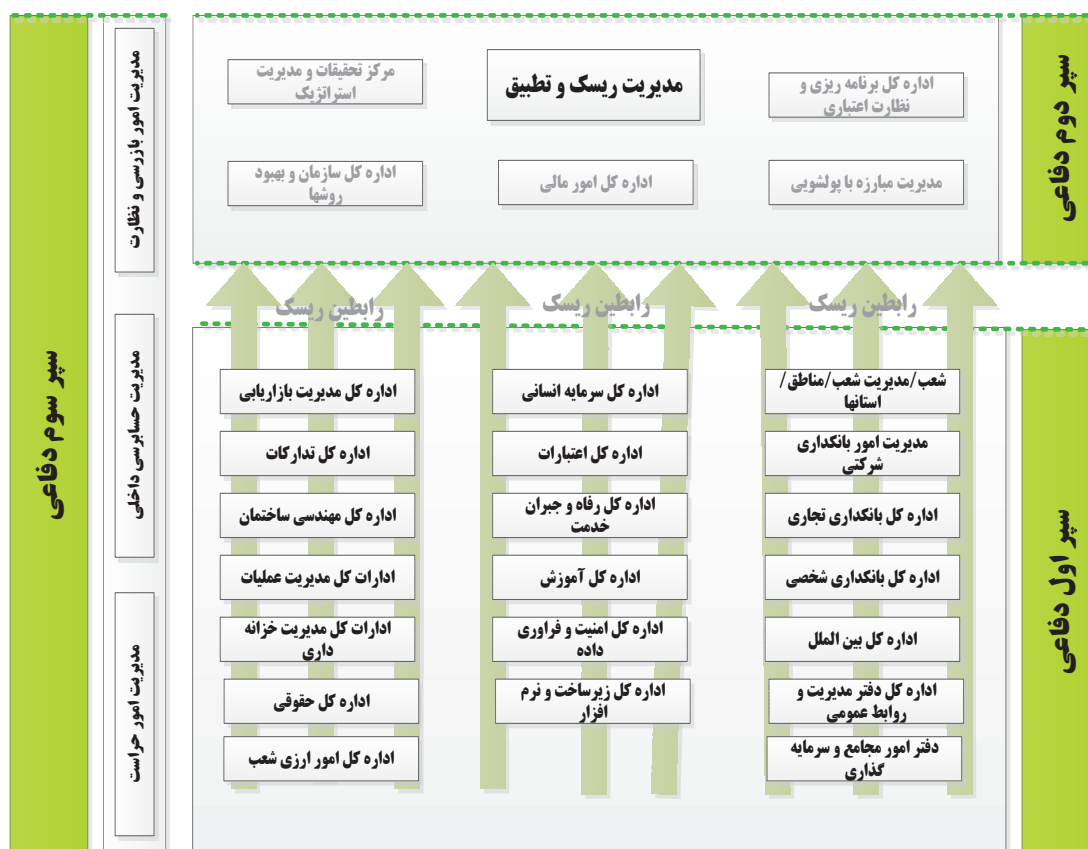 سپر دوم دفاعی
اداره کل برنامه ریزی و
نظارت اعتباری
مدیریت ریسک و تطبیق
مرکز تحقیقات و مدیریت
استراتژیک
مدیریت مبارزه با پولشویی
اداره کل امور مالی
اداره کل سازمان و بهبود
روشها
رابطین ریسک
رابطین ریسک
رابطین ریسک
سپر اول دفاعی
شعب/مدیریت شعب/مناطق/
استانها
مدیریت امور بانکداری
شرکتی
اداره کل بانکداری تجاری
اداره کل بانکداری شخصی
اداره کل بین الملل
اداره کل دفتر مدیریت و
روابط عمومی
دفتر امور مجامع و سرمایه
گذاری
اداره کل سرمایه انسانی
اداره کل اعتبارات
اداره کل رفاه و جبران
خدمت
اداره کل آموزش
اداره کل امنیت و فراوری
داده
اداره کل زیرساخت و نرم
افزار
اداره کل مدیریت بازاریابی
اداره کل تدارکات
اداره کل مهندسی ساختمان
ادارات کل مدیریت عملیات
ادارات کل مدیریت خزانه
داری
اداره کل حقوقی
اداره کل امور ارزی شعب
مدیریت امور بازرسی و نظارت
مدیریت حسابرسی داخلی
مدیریت امور حراست
سپر سوم دفاعی